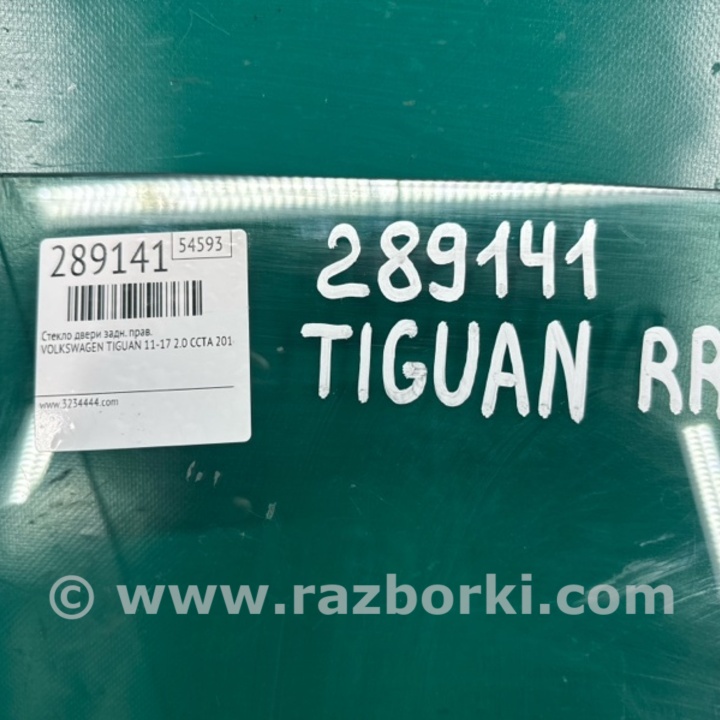 289141
54593
Стекло двери задн. прав.
VOLKSWAGEN TIGUAN 11-17 2.0 CCTA 201
www.3234444.com
289141
TIGUAN RR
© www.razborki.com